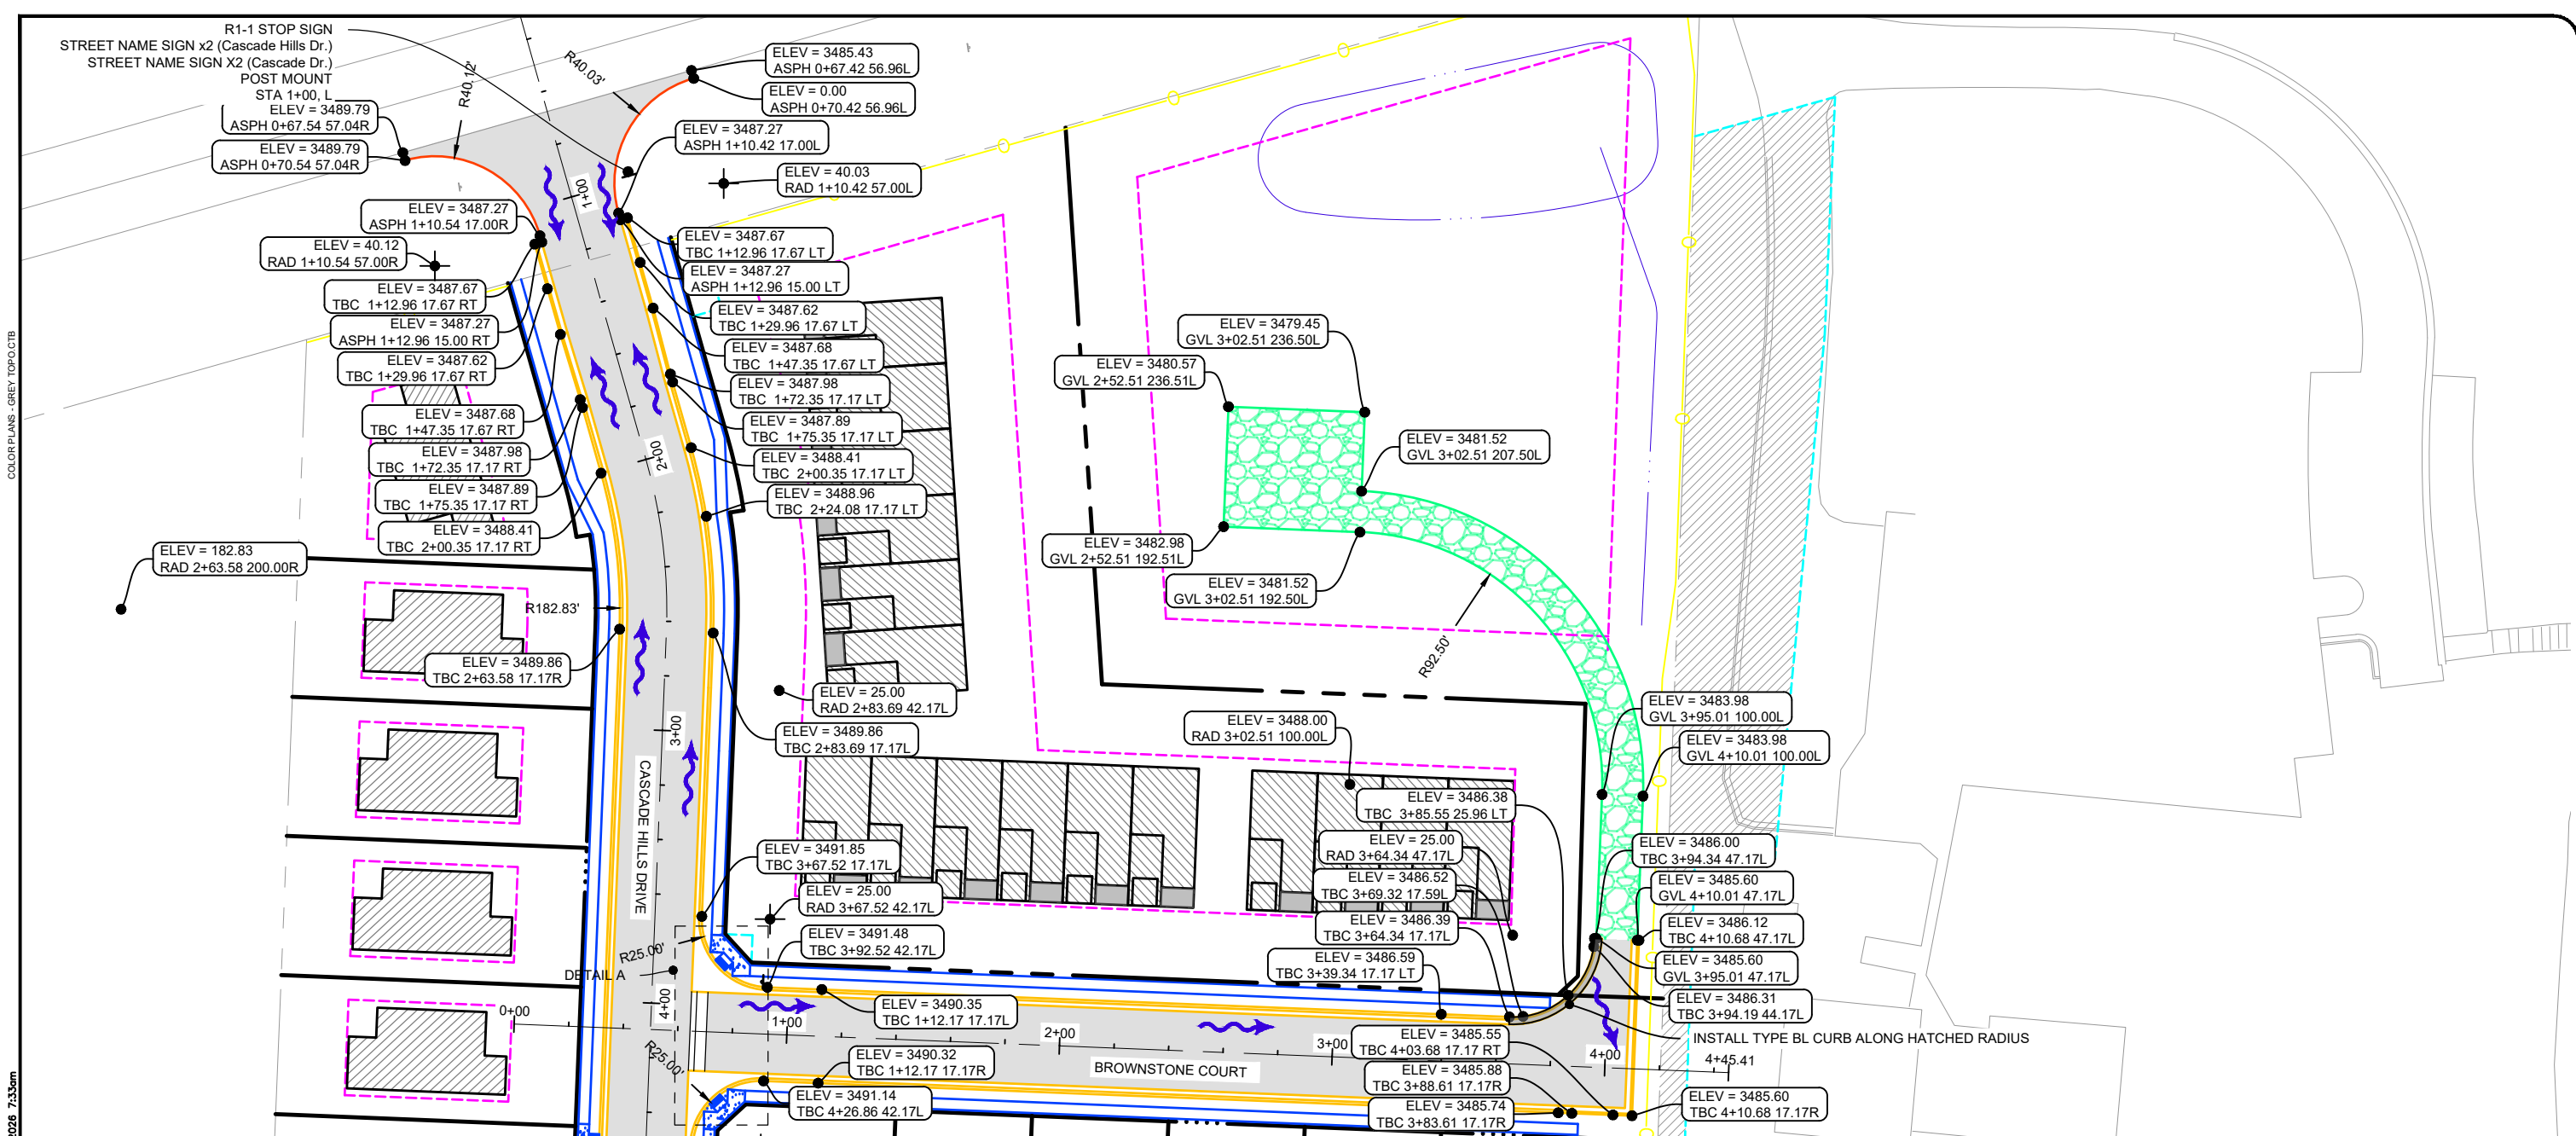 R1-1 STOP SIGN
STREET NAME SIGN x2 (Cascade Hills Dr.)
STREET NAME SIGN X2 (Cascade Dr.)
POST MOUNT
STA 1+00, L
ELEV = 3489.79
ASPH 0+67.54 57.04R
ELEV = 3489.79
ASPH 0+70.54 57.04R
R40.12'
R40.03'
ELEV = 3485.43
ASPH 0+67.42 56.96L
ELEV = 0.00
ASPH 0+70.42 56.96L
ELEV = 3487.27
ASPH 1+10.42 17.00L
ELEV = 40.03
RAD 1+10.42 57.00L
1+00
ELEV = 3487.27
ASPH 1+10.54 17.00R
ELEV = 40.12
RAD 1+10.54 57.00R
ELEV = 3487.67
TBC 1+12.96 17.67 RT
ELEV = 3487.27
ASPH 1+12.96 15.00 RT
ELEV = 3487.62
TBC 1+29.96 17.67 RT
ELEV = 3487.68
TBC 1+47.35 17.67 RT
ELEV = 3487.98
TBC 1+72.35 17.17 RT
ELEV = 3487.89
TBC 1+75.35 17.17 RT
ELEV = 3488.41
TBC 2+00.35 17.17 RT
ELEV = 3487.67
TBC 1+12.96 17.67 LT
ELEV = 3487.27
ASPH 1+12.96 15.00 LT
ELEV = 3487.62
TBC 1+29.96 17.67 LT
ELEV = 3487.68
TBC 1+47.35 17.67 LT
ELEV = 3487.98
TBC 1+72.35 17.17 LT
ELEV = 3487.89
TBC 1+75.35 17.17 LT
ELEV = 3488.41
TBC 2+00.35 17.17 LT
ELEV = 3488.96
TBC 2+24.08 17.17 LT
2+00
ELEV = 182.83
RAD 2+63.58 200.00R
R182.83'
ELEV = 3489.86
TBC 2+63.58 17.17R
ELEV = 25.00
RAD 2+83.69 42.17L
ELEV = 3489.86
TBC 2+83.69 17.17L
3+00
CASCADE HILLS DRIVE
ELEV = 3479.45
GVL 3+02.51 236.50L
ELEV = 3480.57
GVL 2+52.51 236.51L
ELEV = 3481.52
GVL 3+02.51 207.50L
ELEV = 3482.98
GVL 2+52.51 192.51L
ELEV = 3481.52
GVL 3+02.51 192.50L
R92.50'
ELEV = 3488.00
RAD 3+02.51 100.00L
ELEV = 3483.98
GVL 3+95.01 100.00L
ELEV = 3483.98
GVL 4+10.01 100.00L
ELEV = 3486.38
TBC 3+85.55 25.96 LT
ELEV = 25.00
RAD 3+64.34 47.17L
ELEV = 3486.52
TBC 3+69.32 17.59L
ELEV = 3486.39
TBC 3+64.34 17.17L
ELEV = 3486.59
TBC 3+39.34 17.17 LT
ELEV = 3486.00
TBC 3+94.34 47.17L
ELEV = 3485.60
GVL 4+10.01 47.17L
ELEV = 3486.12
TBC 4+10.68 47.17L
ELEV = 3485.60
GVL 3+95.01 47.17L
ELEV = 3486.31
TBC 3+94.19 44.17L
INSTALL TYPE BL CURB ALONG HATCHED RADIUS
ELEV = 3491.85
TBC 3+67.52 17.17L
ELEV = 25.00
RAD 3+67.52 42.17L
ELEV = 3491.48
TBC 3+92.52 42.17L
R25.00'
DETAIL A
4+00
0+00
1+00
2+00
3+00
4+00
4+45.41
ELEV = 3490.35
TBC 1+12.17 17.17L
ELEV = 3490.32
TBC 1+12.17 17.17R
ELEV = 3491.14
TBC 4+26.86 42.17L
R25.00'
BROWNSTONE COURT
ELEV = 3485.55
TBC 4+03.68 17.17 RT
ELEV = 3485.88
TBC 3+88.61 17.17R
ELEV = 3485.74
TBC 3+83.61 17.17R
ELEV = 3485.60
TBC 4+10.68 17.17R
COLOR PLANS - GREY TOPO.CTB
2026 7:33am